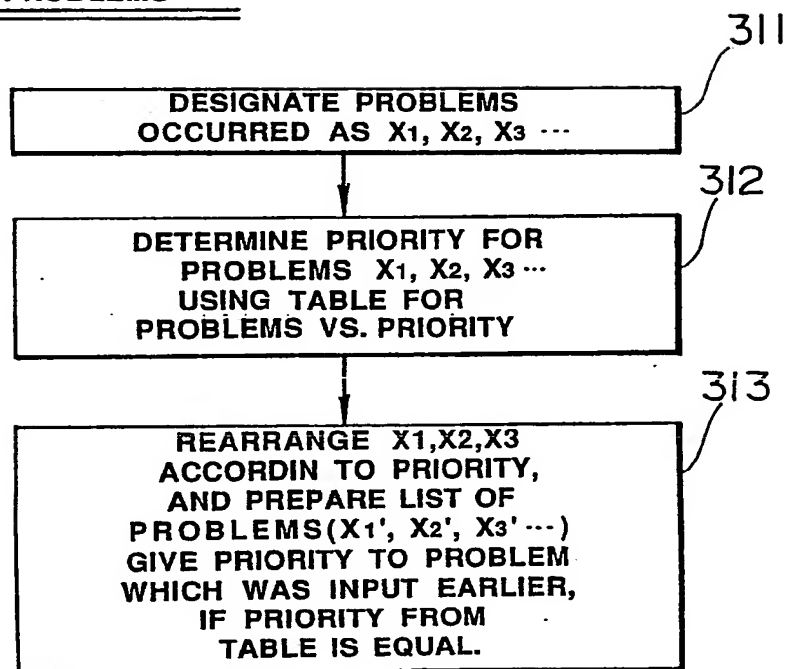 PROBLEMS
311
DESIGNATE PROBLEMS
OCCURRED AS X1, X2, X3 ···
312
DETERMINE PRIORITY FOR
PROBLEMS X1, X2, X3 ···
USING TABLE FOR
PROBLEMS VS. PRIORITY
313
REARRANGE X1,X2,X3
ACCORDIN TO PRIORITY,
AND PREPARE LIST OF
PROBLEMS(X1', X2', X3' ···)
GIVE PRIORITY TO PROBLEM
WHICH WAS INPUT EARLIER,
IF PRIORITY FROM
TABLE IS EQUAL.